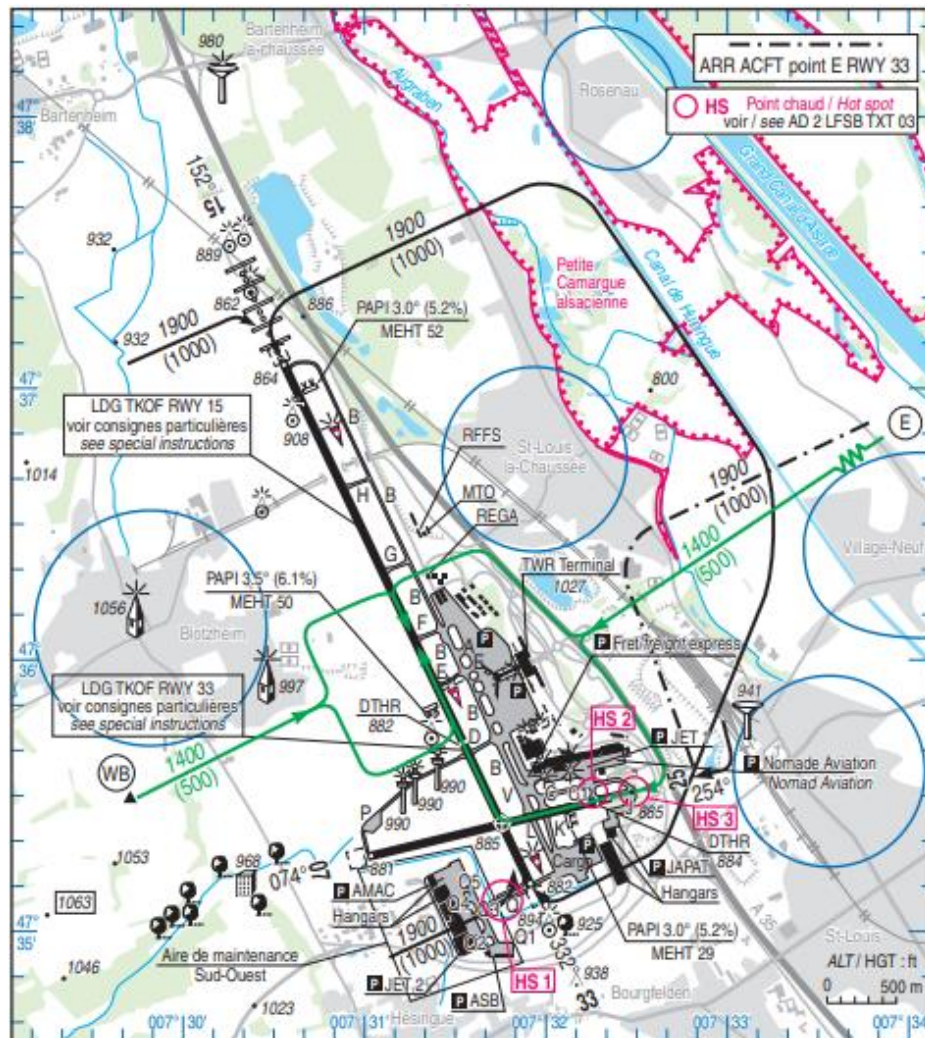 Bartenheim
la-chaussée
980
Augraben
Rosenau
ARR ACFT point E RWY 33
HS Point chaud / Hot spot
voir / see AD 2 LFSB TXT 03
47°
38'
Bartenheim
Grand Canal d'Alsace
152°
15
932
889
1900
(1000)
Petite
Camargue
alsacienne
Canal de Huningue
862
886
PAPI 3.0° (5.2%)
MEHT 52
932
1900
(1000)
47°
37'
864
800
LDG TKOF RWY 15
voir consignes particulières
see special instructions
908
B
E
RFFS
St-Louis
la-Chaussée
1900
(1000)
1014
H
B
MTO
REGA
1400
(500)
G
TWR Terminal
1027
Village-Neuf
PAPI 3.5° (6.1%)
MEHT 50
1056
B
F
P
P Fret/freight express
Blotzheim
A
47°
36'
B
E
P
997
941
LDG TKOF RWY 33
voir consignes particulières
see special instructions
DTHR
882
B
HS 2
D
P JET
P Nomade Aviation
Nomad Aviation
1400
(500)
WB
B
25
254°
990
990
V
HS 3
P
990
885
885
K
DTHR
884
1053
881
P
P JAPAT
968
074°
07
P AMAC
Cargo
Hangars
1063
Hangars
Q5
882
47°
35'
1900
(1000)
894
925
PAPI 3.0° (5.2%)
MEHT 29
A 35
St-Louis
Aire de maintenance
Sud-Ouest
Q2
Q1
332°
1046
P JET 2
HS 1
938
33
ALT / HGT : ft
0 500 m
1023
P ASB
Bourgfelden
Hésingue
007° 30
007° 31
007° 32
007° 33
007° 34